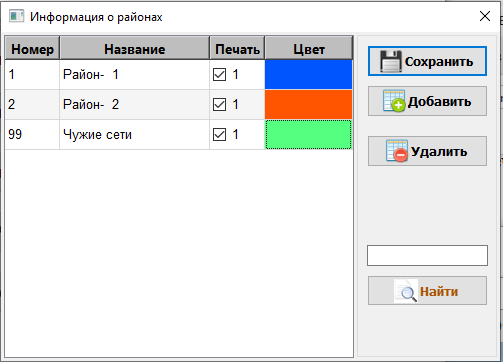 Информация о районах
Номер Название Печать Цвет
1 Район- 1 1
2 Район- 2 1
99 Чужие сети 1
Сохранить
Добавить
Удалить
Найти